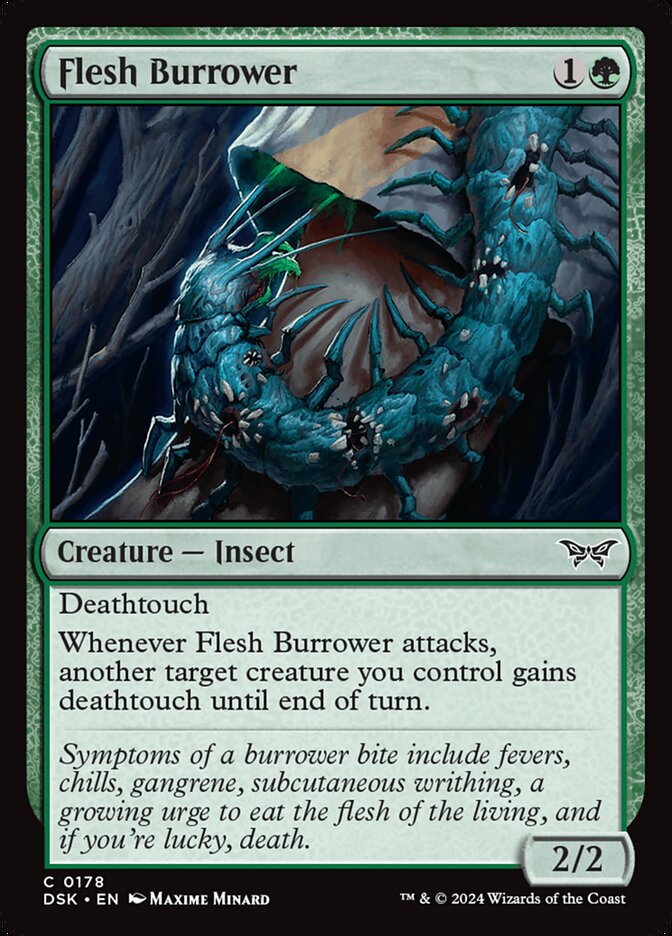 Flesh Burrower 1
Creature — Insect
Deathtouch
Whenever Flesh Burrower attacks,
another target creature you control gains
deathtouch until end of turn.
Symptoms of a burrower bite include fevers,
chills, gangrene, subcutaneous writhing, a
growing urge to eat the flesh of the living, and
if you're lucky, death.
2/2
C 0178
DSK • EN Maxime Minard ™ & © 2024 Wizards of the Coast